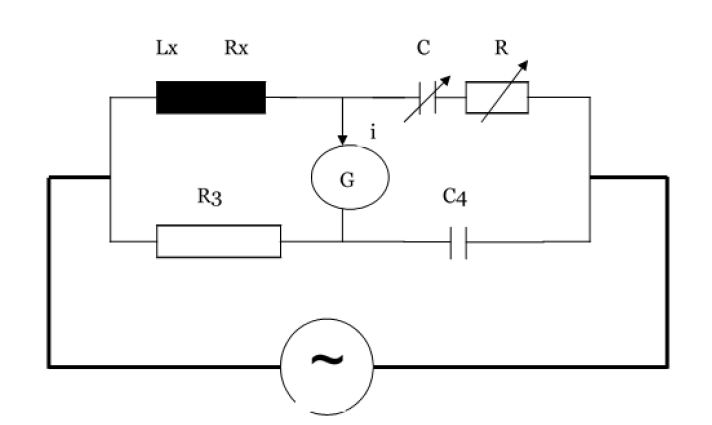 Lx Rx C R
i
G
R3 C4
~